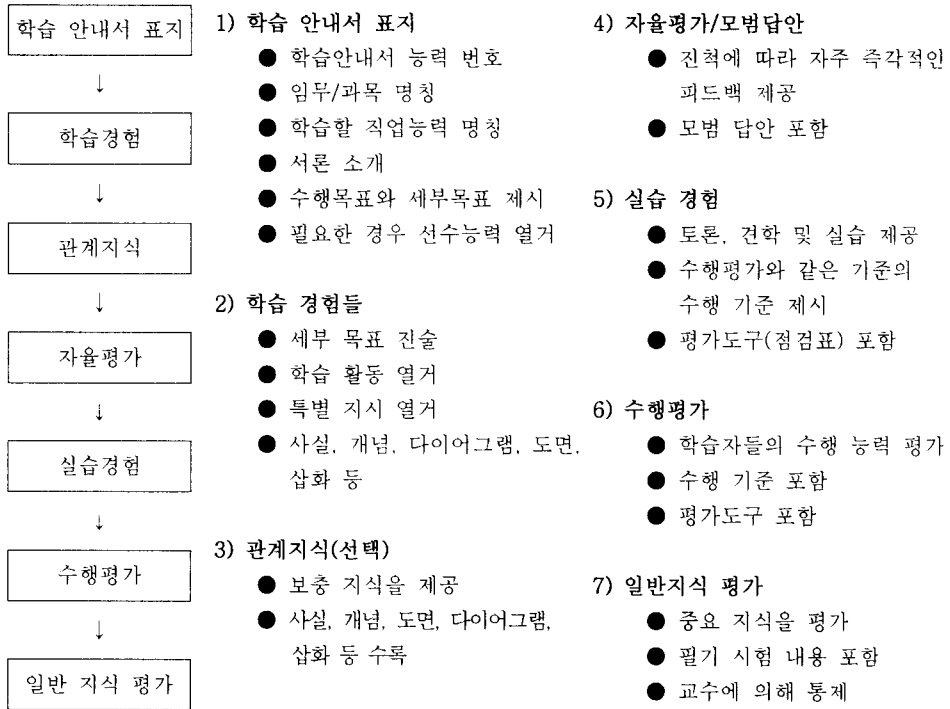 학습 안내서 표지
↓
학습경험
↓
관계지식
↓
자율평가
↓
실습경험
↓
수행평가
↓
일반 지식 평가
1) 학습 안내서 표지
● 학습안내서 능력 번호
● 임무/과목 명칭
● 학습할 직업능력 명칭
● 서론 소개
● 수행목표와 세부목표 제시
● 필요한 경우 선수능력 열거
2) 학습 경험들
● 세부 목표 진술
● 학습 활동 열거
● 특별 지시 열거
● 사실, 개념, 다이어그램, 도면,
삽화 등
3) 관계지식(선택)
● 보충 지식을 제공
● 사실, 개념, 도면, 다이어그램,
삽화 등 수록
4) 자율평가/모범답안
● 진척에 따라 자주 즉각적인
피드백 제공
● 모범 답안 포함
5) 실습 경험
● 토론, 견학 및 실습 제공
● 수행평가와 같은 기준의
수행 기준 제시
● 평가도구(점검표) 포함
6) 수행평가
● 학습자들의 수행 능력 평가
● 수행 기준 포함
● 평가도구 포함
7) 일반지식 평가
● 중요 지식을 평가
● 필기 시험 내용 포함
● 교수에 의해 통제